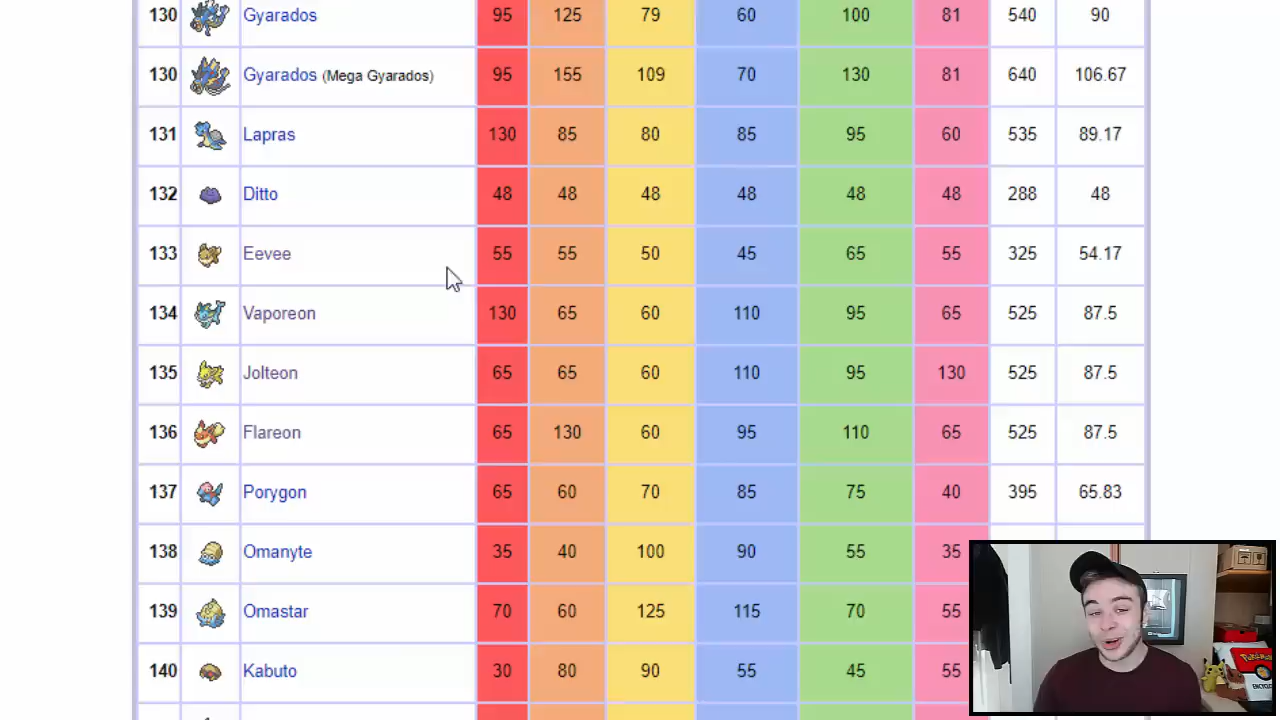 130 Gyarados 95 125 79 60 100 81 540 90
130 Gyarados (Mega Gyarados) 95 155 109 70 130 81 640 106.67
131 Lapras 130 85 80 85 95 60 535 89.17
132 Ditto 48 48 48 48 48 48 288 48
133 Eevee 55 55 50 45 65 55 325 54.17
134 Vaporeon 130 65 60 110 95 65 525 87.5
135 Jolteon 65 65 60 110 95 130 525 87.5
136 Flareon 65 130 60 95 110 65 525 87.5
137 Porygon 65 60 70 85 75 40 395 65.83
138 Omanyte 35 40 100 90 55 35
139 Omastar 70 60 125 115 70 55
140 Kabuto 30 80 90 55 45 55